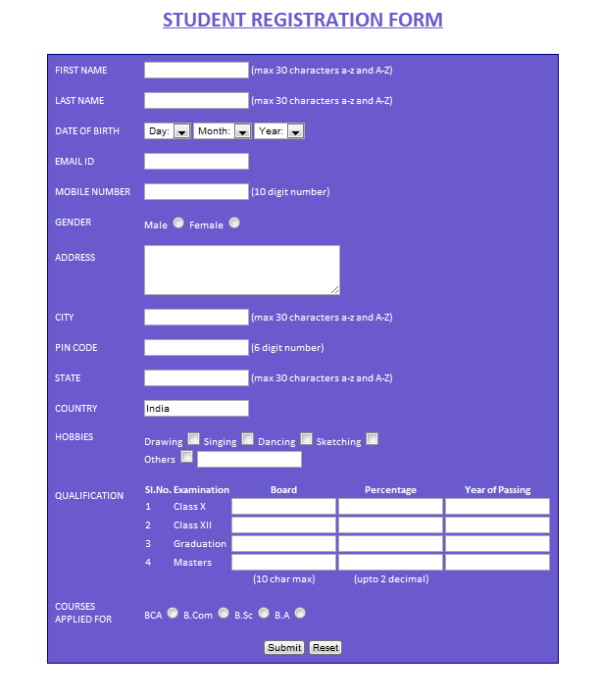 STUDENT REGISTRATION FORM
FIRST NAME (max 30 characters a-z and A-Z)
LAST NAME (max 30 characters a-z and A-Z)
DATE OF BIRTH Day: Month: Year:
EMAIL ID
MOBILE NUMBER (10 digit number)
GENDER Male Female
ADDRESS
CITY (max 30 characters a-z and A-Z)
PIN CODE (6 digit number)
STATE (max 30 characters a-z and A-Z)
COUNTRY India
HOBBIES Drawing Singing Dancing Sketching
Others
QUALIFICATION Sl.No. Examination Board Percentage Year of Passing
1 Class X
2 Class XII
3 Graduation
4 Masters
(10 char max) (upto 2 decimal)
COURSES
APPLIED FOR BCA B.Com B.Sc B.A
Submit Reset